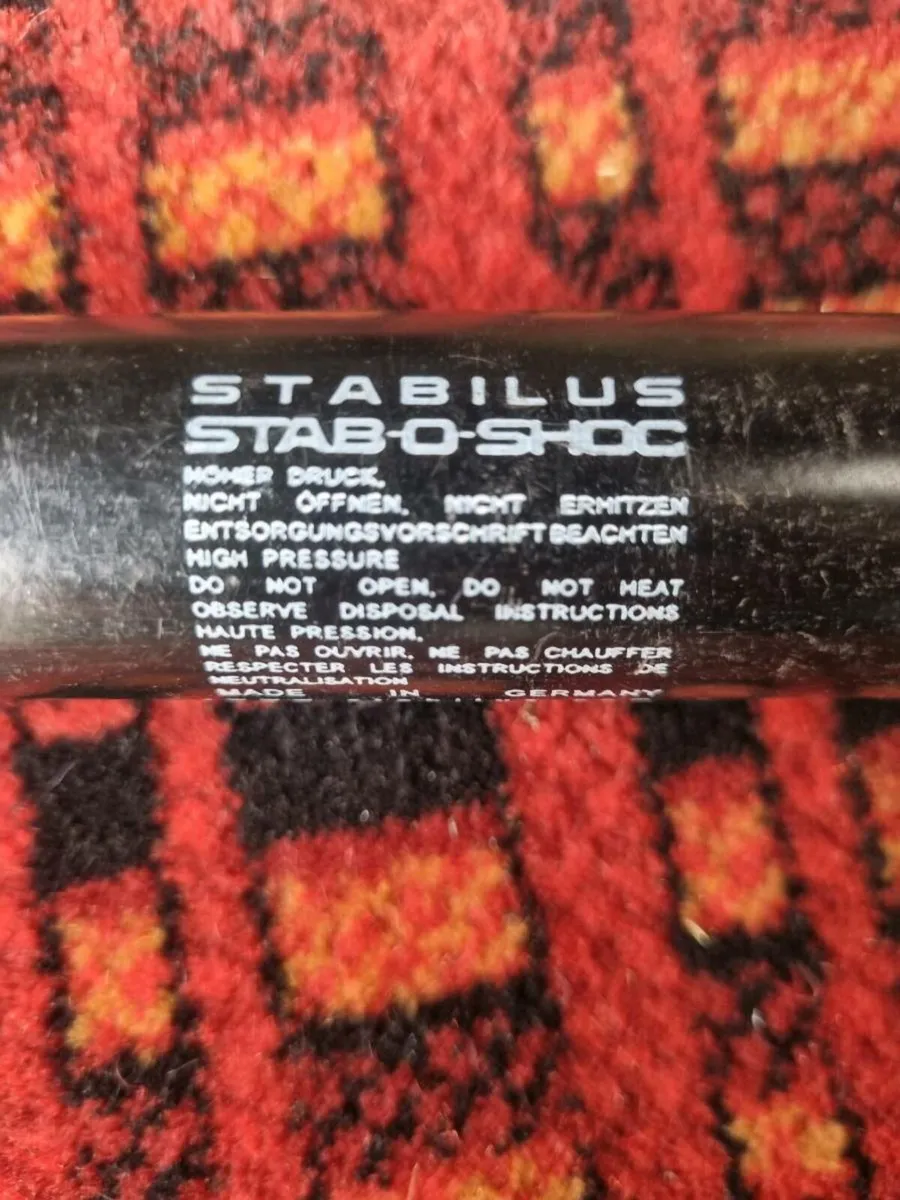 STABILUS
STAB-O-SHOC
HOHER DRUCK.
NICHT ÖFFNEN. NICHT ERHITZEN
ENTSORGUNGSVORSCHRIFT BEACHTEN
HIGH PRESSURE
DO NOT OPEN. DO NOT HEAT
OBSERVE DISPOSAL INSTRUCTIONS
HAUTE PRESSION.
NE PAS OUVRIR. NE PAS CHAUFFER
RESPECTER LES INSTRUCTIONS DE
NEUTRALISATION
MADE IN GERMANY